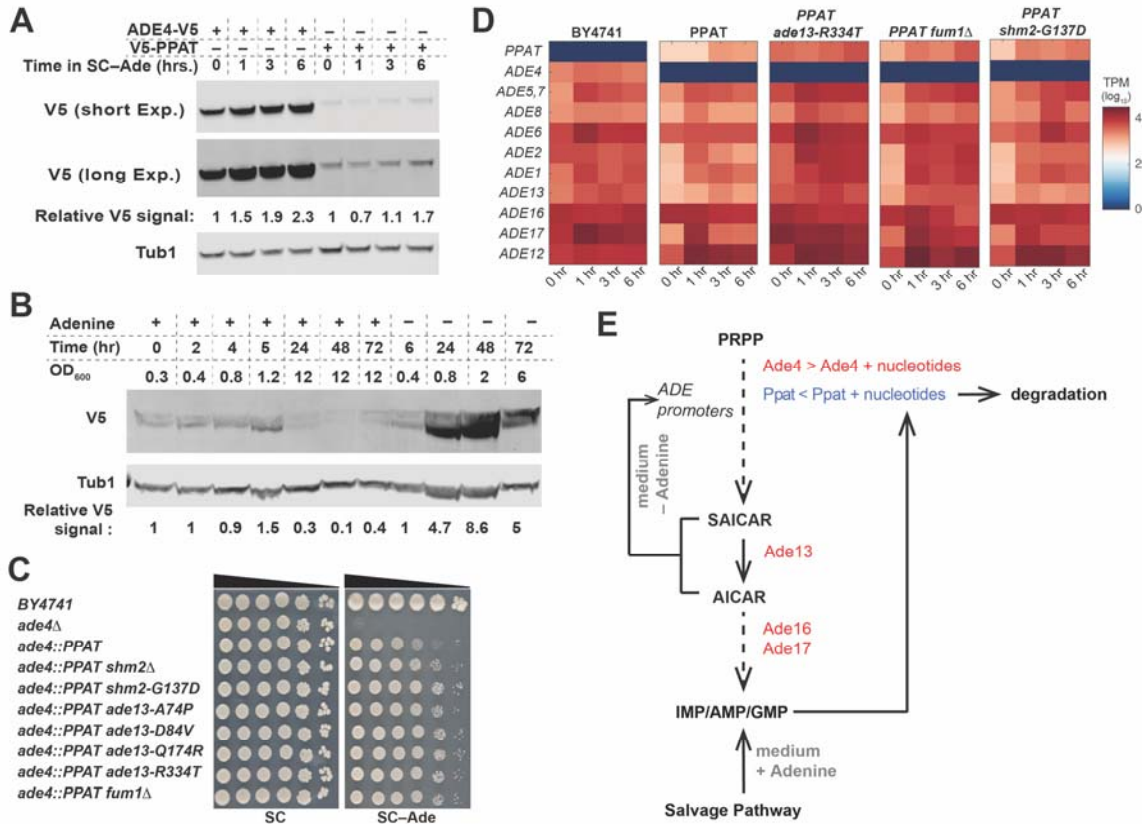 A
ADE4-V5 + + + + – – – –
V5-PPAT – – – – + + + +
Time in SC–Ade (hrs.) 0 1 3 6 0 1 3 6
V5 (short Exp.)
V5 (long Exp.)
Relative V5 signal: 1 1.5 1.9 2.3 1 0.7 1.1 1.7
Tub1
B
Adenine + + + + + + + – – – –
Time (hr) 0 2 4 5 24 48 72 6 24 48 72
OD600 0.3 0.4 0.8 1.2 12 12 12 0.4 0.8 2 6
V5
Tub1
Relative V5
signal : 1 1 0.9 1.5 0.3 0.1 0.4 1 4.7 8.6 5
C
BY4741
ade4Δ
ade4::PPAT
ade4::PPAT shm2Δ
ade4::PPAT shm2-G137D
ade4::PPAT ade13-A74P
ade4::PPAT ade13-D84V
ade4::PPAT ade13-Q174R
ade4::PPAT ade13-R334T
ade4::PPAT fum1Δ
SC SC–Ade
D
BY4741
PPAT
PPAT
ade13-R334T
PPAT fum1Δ
PPAT
shm2-G137D
PPAT
ADE4
ADE5,7
ADE8
ADE6
ADE2
ADE1
ADE13
ADE16
ADE17
ADE12
0 hr 1 hr 3 hr 6 hr 0 hr 1 hr 3 hr 6 hr 0 hr 1 hr 3 hr 6 hr 0 hr 1 hr 3 hr 6 hr 0 hr 1 hr 3 hr 6 hr
TPM
(log10)
4
2
0
E
PRPP
Ade4 > Ade4 + nucleotides
Ppat < Ppat + nucleotides
degradation
ADE
promoters
medium
– Adenine
SAICAR
Ade13
AICAR
Ade16
Ade17
IMP/AMP/GMP
medium
+ Adenine
Salvage Pathway